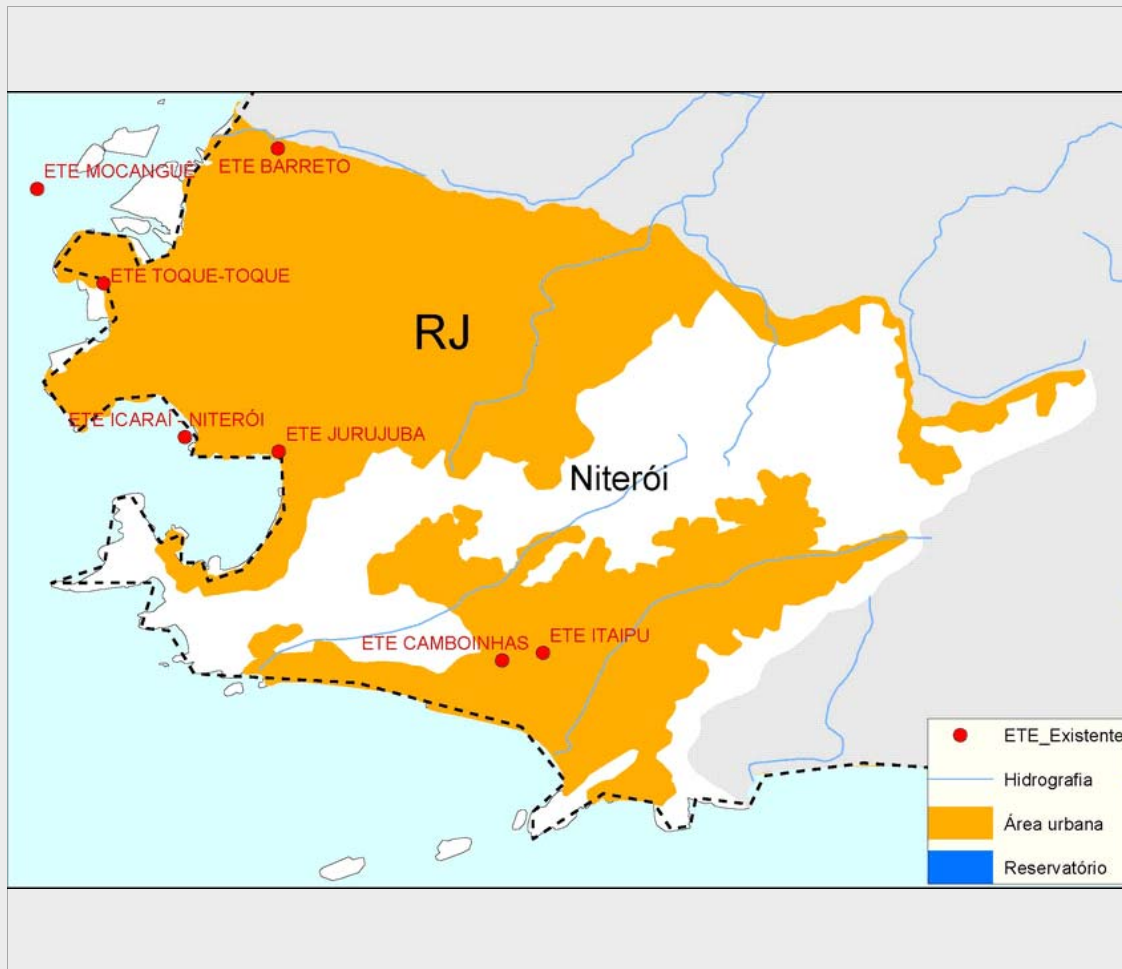 ETE BARRETO
ETE MOCANGUÊ
ETE TOQUE-TOQUE
RJ
ETE ICARAÍ - NITERÓI
ETE JURUJUBA
Niterói
ETE CAMBOINHAS
ETE ITAIPU
ETE_Existente
Hidrografia
Área urbana
Reservatório